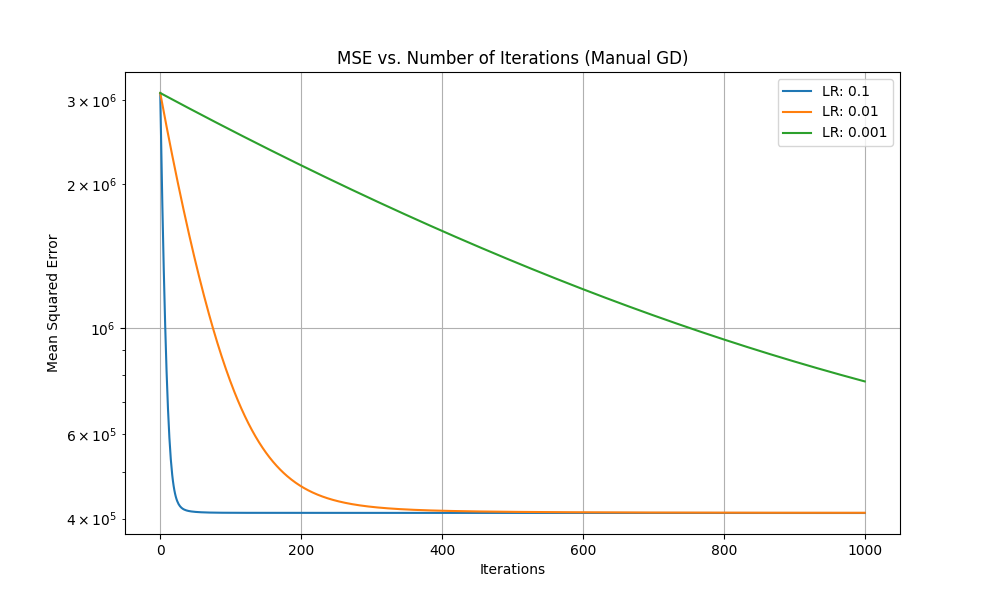 MSE vs. Number of Iterations (Manual GD)
LR: 0.1
LR: 0.01
LR: 0.001
Mean Squared Error
3 × 10⁶
2 × 10⁶
10⁶
6 × 10⁵
4 × 10⁵
0 200 400 600 800 1000
Iterations